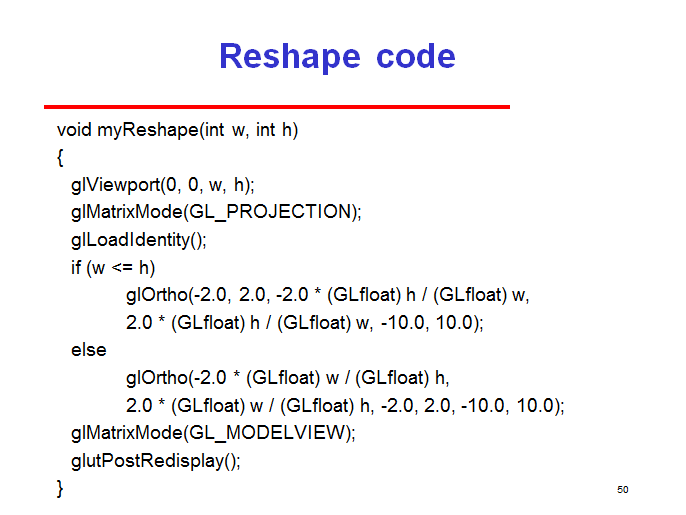 Reshape code
void myReshape(int w, int h)
{
glViewport(0, 0, w, h);
glMatrixMode(GL_PROJECTION);
glLoadIdentity();
if (w <= h)
glOrtho(-2.0, 2.0, -2.0 * (GLfloat) h / (GLfloat) w,
2.0 * (GLfloat) h / (GLfloat) w, -10.0, 10.0);
else
glOrtho(-2.0 * (GLfloat) w / (GLfloat) h,
2.0 * (GLfloat) w / (GLfloat) h, -2.0, 2.0, -10.0, 10.0);
glMatrixMode(GL_MODELVIEW);
glutPostRedisplay();
}
50